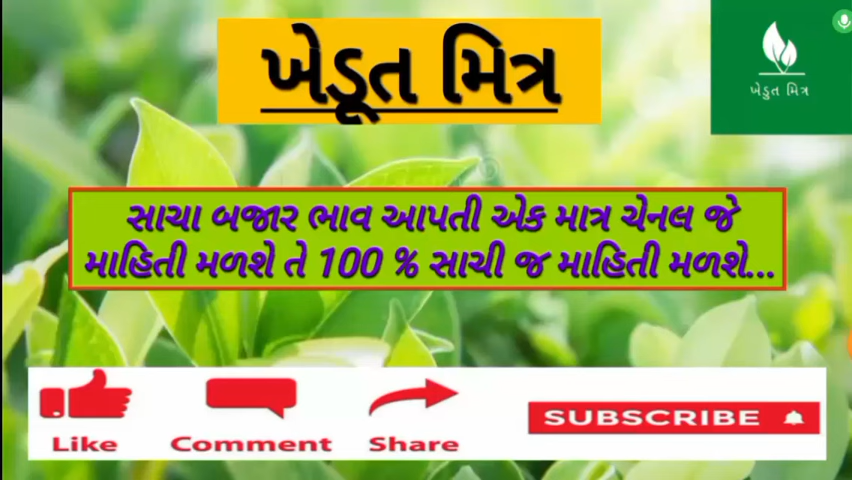 ખેડૂત મિત્ર
ખેડુત મિત્ર
સાચા બજાર ભાવ આપતી એક માત્ર ચેનલ જે
માહિતી મળશે તે 100 % સાચી જ માહિતી મળશે...
Like Comment Share SUBSCRIBE